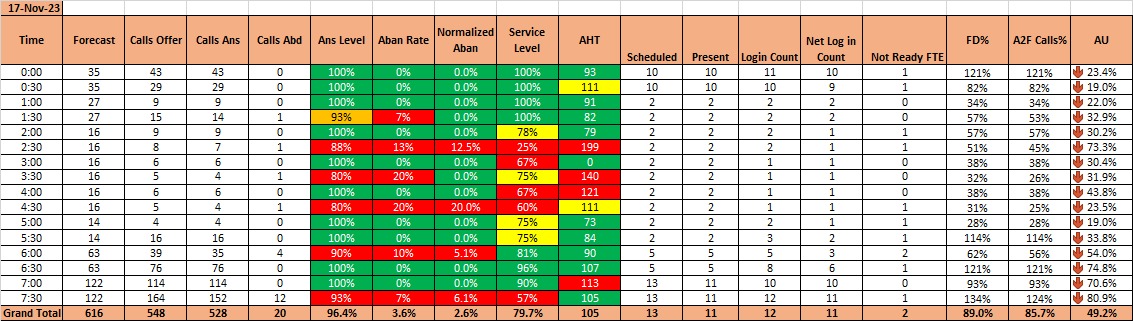 17-Nov-23
Time Forecast Calls Offer Calls Ans Calls Abd Ans Level Aban Rate Normalized Aban Service Level AHT Scheduled Present Login Count Net Log in Count Not Ready FTE FD% A2F Calls% AU
0:00 35 43 43 0 100% 0% 0.0% 100% 93 10 10 11 10 1 121% 121% 23.4%
0:30 35 29 29 0 100% 0% 0.0% 100% 111 10 10 10 9 1 82% 82% 19.0%
1:00 27 9 9 0 100% 0% 0.0% 100% 91 2 2 2 2 0 34% 34% 22.0%
1:30 27 15 14 1 93% 7% 0.0% 100% 82 2 2 2 2 0 57% 53% 32.9%
2:00 16 9 9 0 100% 0% 0.0% 78% 79 2 2 2 1 1 57% 57% 30.2%
2:30 16 8 7 1 88% 13% 12.5% 25% 199 2 2 2 1 1 51% 45% 73.3%
3:00 16 6 6 0 100% 0% 0.0% 67% 0 2 2 1 1 0 38% 38% 30.4%
3:30 16 5 4 1 80% 20% 0.0% 75% 140 2 2 1 1 0 32% 26% 31.9%
4:00 16 6 6 0 100% 0% 0.0% 67% 121 2 2 1 1 0 38% 38% 43.8%
4:30 16 5 4 1 80% 20% 20.0% 60% 111 2 2 1 1 0 31% 25% 23.5%
5:00 14 4 4 0 100% 0% 0.0% 75% 73 2 2 2 1 1 28% 28% 19.0%
5:30 14 16 16 0 100% 0% 0.0% 75% 84 2 2 3 2 1 114% 114% 33.8%
6:00 63 39 35 4 90% 10% 5.1% 81% 90 5 5 5 3 2 62% 56% 54.0%
6:30 63 76 76 0 100% 0% 0.0% 96% 107 5 5 8 6 1 121% 121% 74.8%
7:00 122 114 114 0 100% 0% 0.0% 90% 113 13 11 10 10 0 93% 93% 70.6%
7:30 122 164 152 12 93% 7% 6.1% 57% 105 13 11 12 11 1 134% 124% 80.9%
Grand Total 616 548 528 20 96.4% 3.6% 2.6% 79.7% 105 13 11 12 11 2 89.0% 85.7% 49.2%